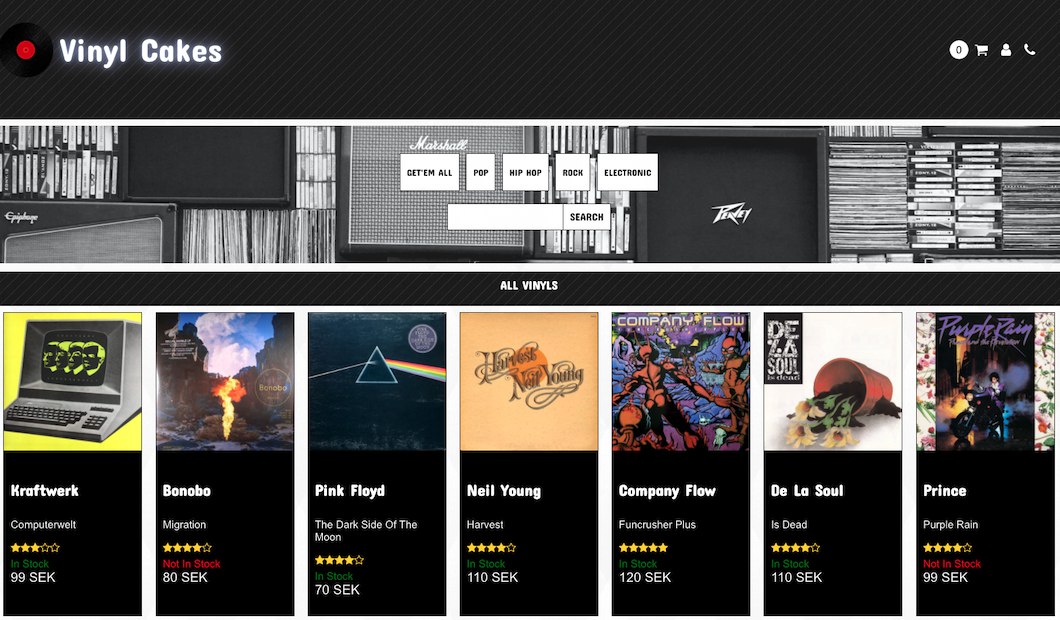 Vinyl Cakes
0
Marshall
GET'EM ALL
POP
HIP HOP
ROCK
ELECTRONIC
Epiphone
PEAVEY
SEARCH
ALL VINYLS
Bonobo
Harvest
Neil Young
COMPANY FLOW
DE LA SOUL
is dead
Purple Rain
Kraftwerk
Computerwelt
In Stock
99 SEK
Bonobo
Migration
Not In Stock
80 SEK
Pink Floyd
The Dark Side Of The
Moon
In Stock
70 SEK
Neil Young
Harvest
In Stock
110 SEK
Company Flow
Funcrusher Plus
In Stock
120 SEK
De La Soul
Is Dead
In Stock
110 SEK
Prince
Purple Rain
Not In Stock
99 SEK